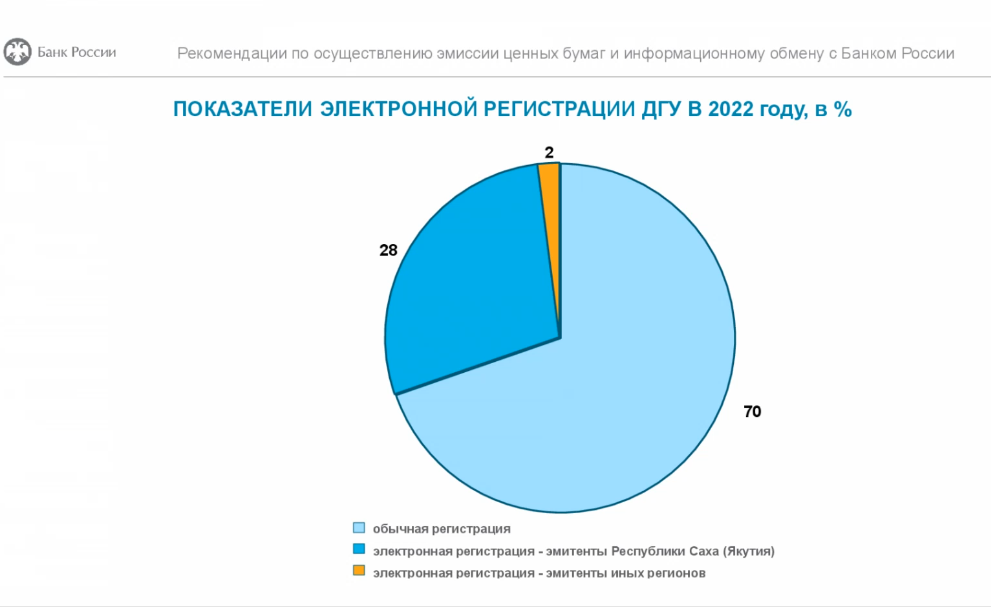 Банк России
Рекомендации по осуществлению эмиссии ценных бумаг и информационному обмену с Банком России
ПОКАЗАТЕЛИ ЭЛЕКТРОННОЙ РЕГИСТРАЦИИ ДГУ В 2022 году, в %
2
28
70
обычная регистрация
электронная регистрация - эмитенты Республики Саха (Якутия)
электронная регистрация - эмитенты иных регионов